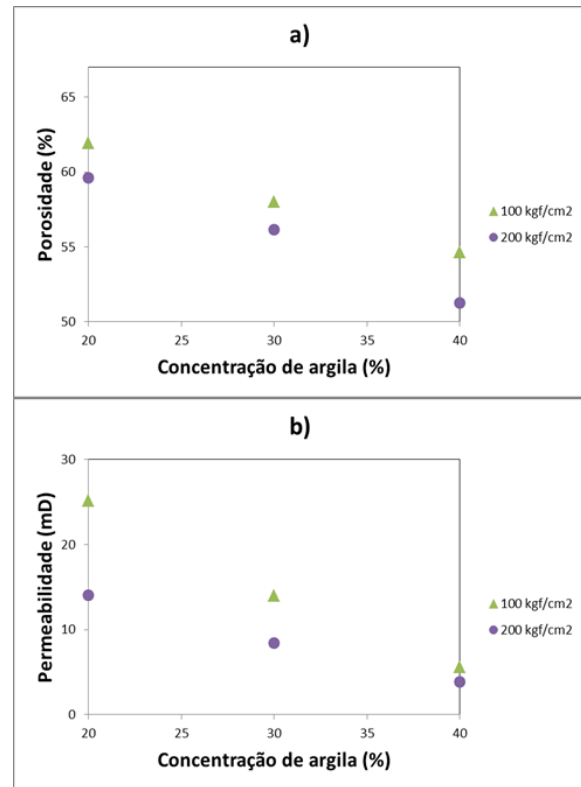 a)
Porosidade (%)
65
60
55
50
20 25 30 35 40
Concentração de argila (%)
100 kgf/cm2
200 kgf/cm2
b)
Permeabilidade (mD)
30
20
10
0
20 25 30 35 40
Concentração de argila (%)
100 kgf/cm2
200 kgf/cm2